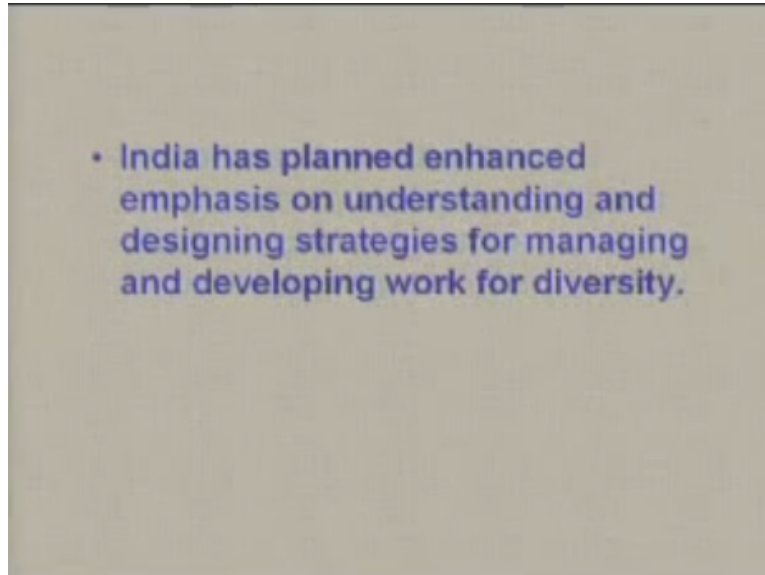 • India has planned enhanced
emphasis on understanding and
designing strategies for managing
and developing work for diversity.